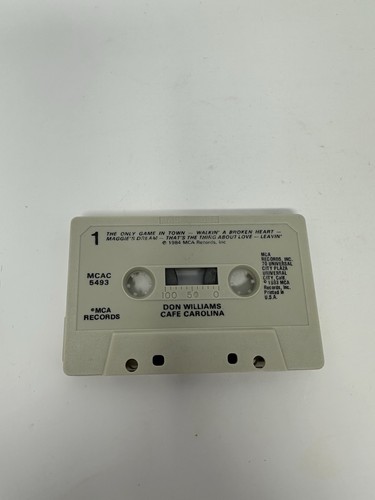 1
THE ONLY GAME IN TOWN — WALKIN' A BROKEN HEART —
MAGGIE'S DREAM — THAT'S THE THING ABOUT LOVE — LEAVIN'
℗ 1984 MCA Records, Inc.
MCAC
5493
MCA
RECORDS, INC.
70 UNIVERSAL
CITY PLAZA
UNIVERSAL
CITY, Calif.
© 1983 MCA
Records, Inc.
Printed in
U.S.A.
100 50 0
●MCA
RECORDS
DON WILLIAMS
CAFE CAROLINA